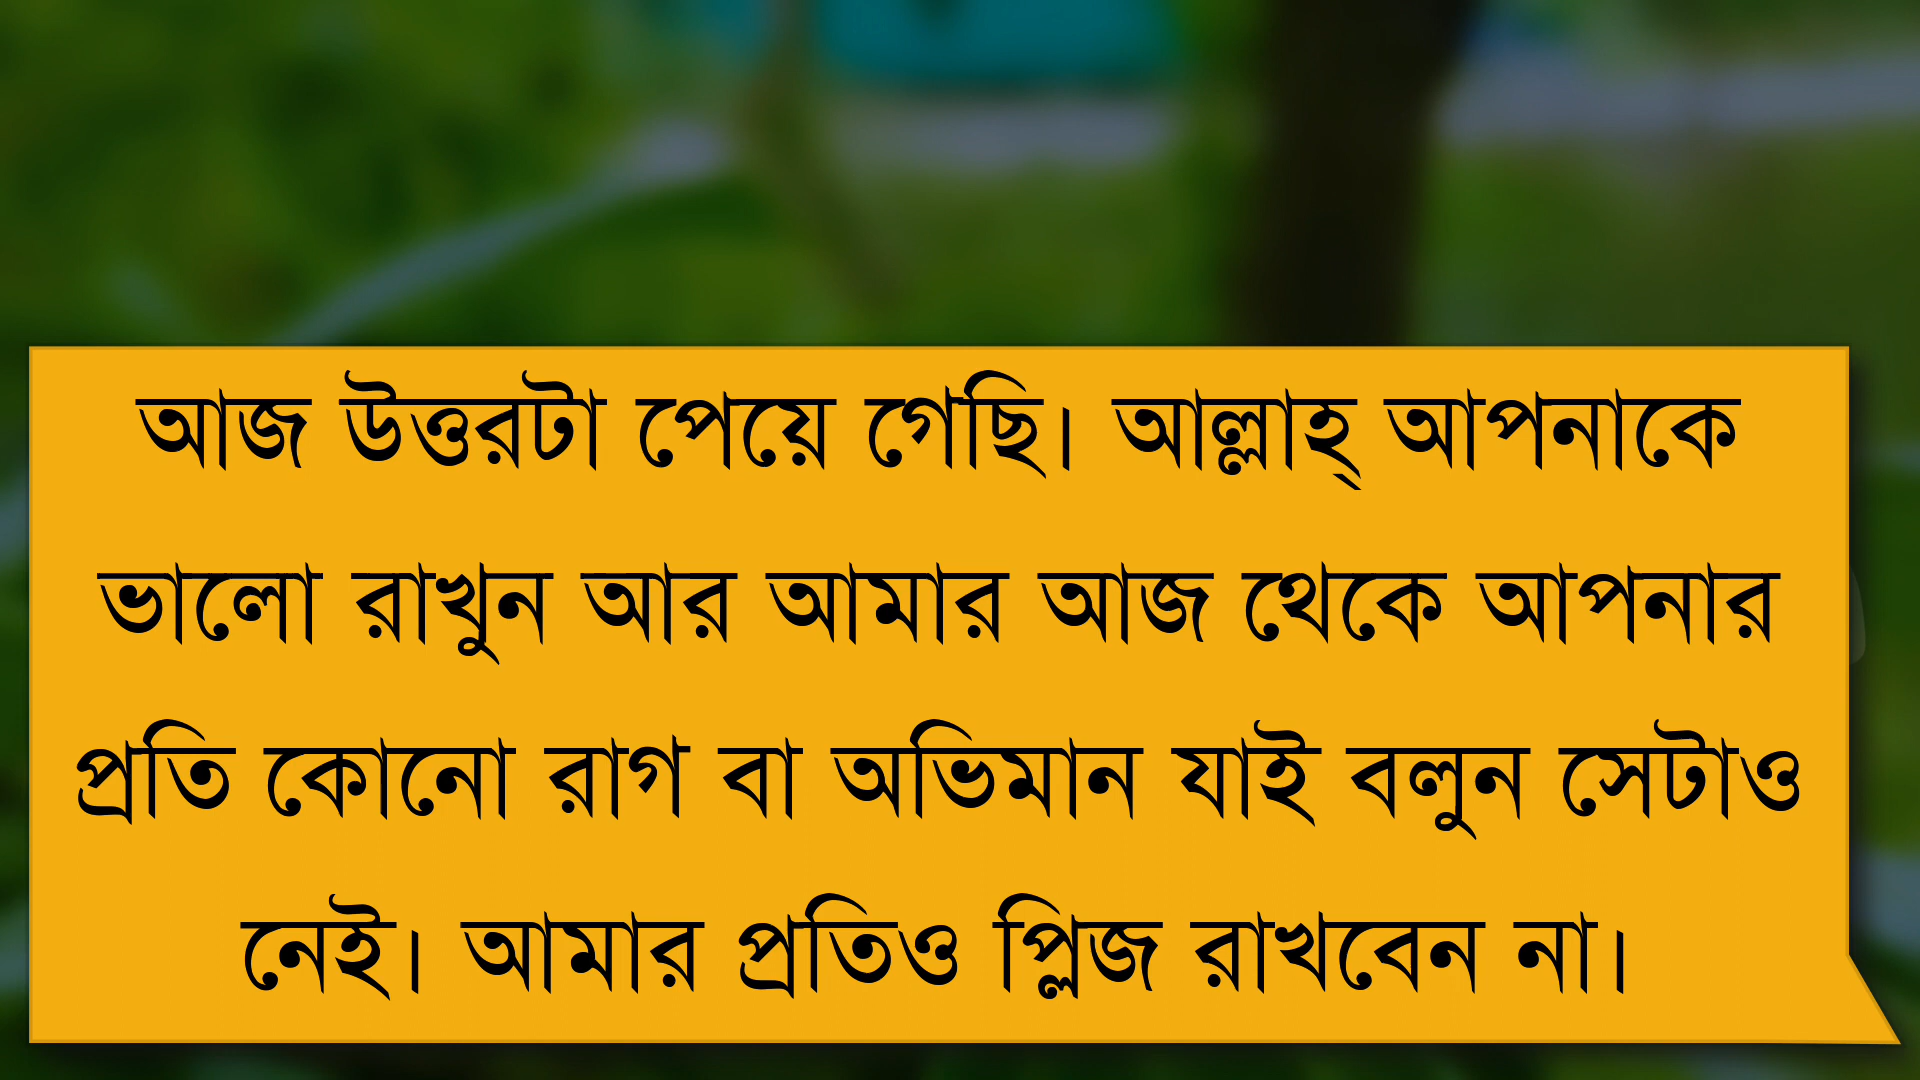 আজ উত্তরটা পেয়ে গেছি। আল্লাহ্ আপনাকে
ভালো রাখুন আর আমার আজ থেকে আপনার
প্রতি কোনো রাগ বা অভিমান যাই বলুন সেটাও
নেই। আমার প্রতিও প্লিজ রাখবেন না।